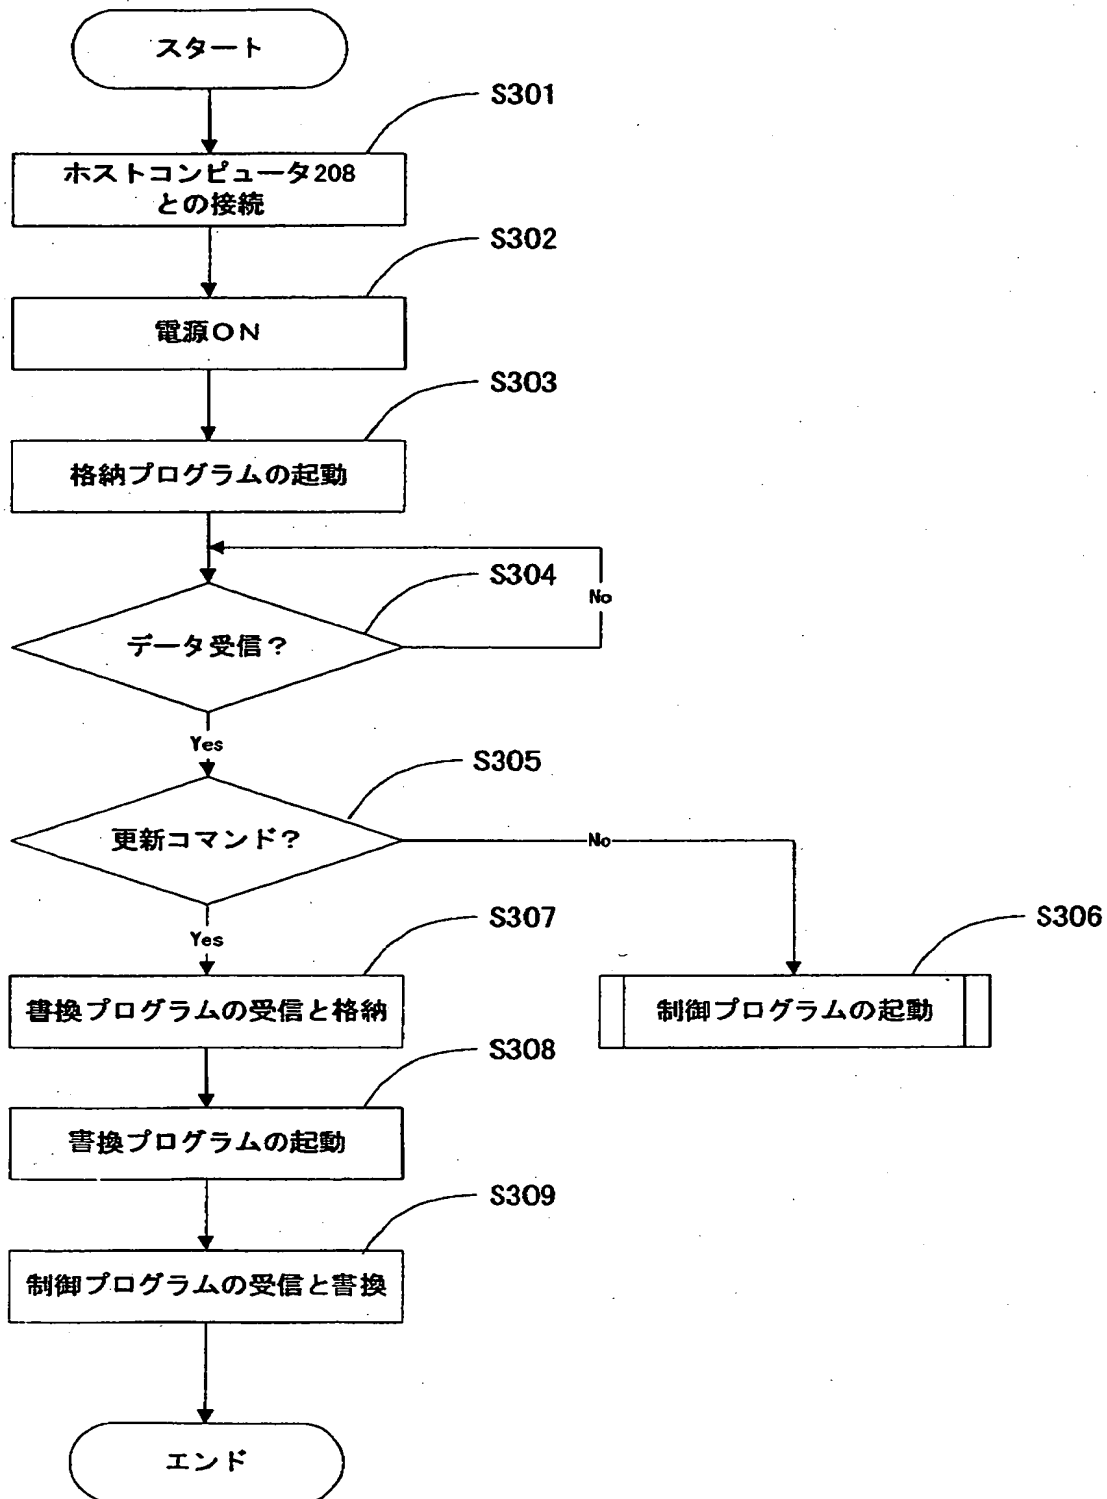 スタート
S301
ホストコンピュータ208
との接続
S302
電源ON
S303
格納プログラムの起動
S304
No
データ受信?
Yes
S305
更新コマンド?
No
Yes
S307
S306
書換プログラムの受信と格納
制御プログラムの起動
S308
書換プログラムの起動
S309
制御プログラムの受信と書換
エンド